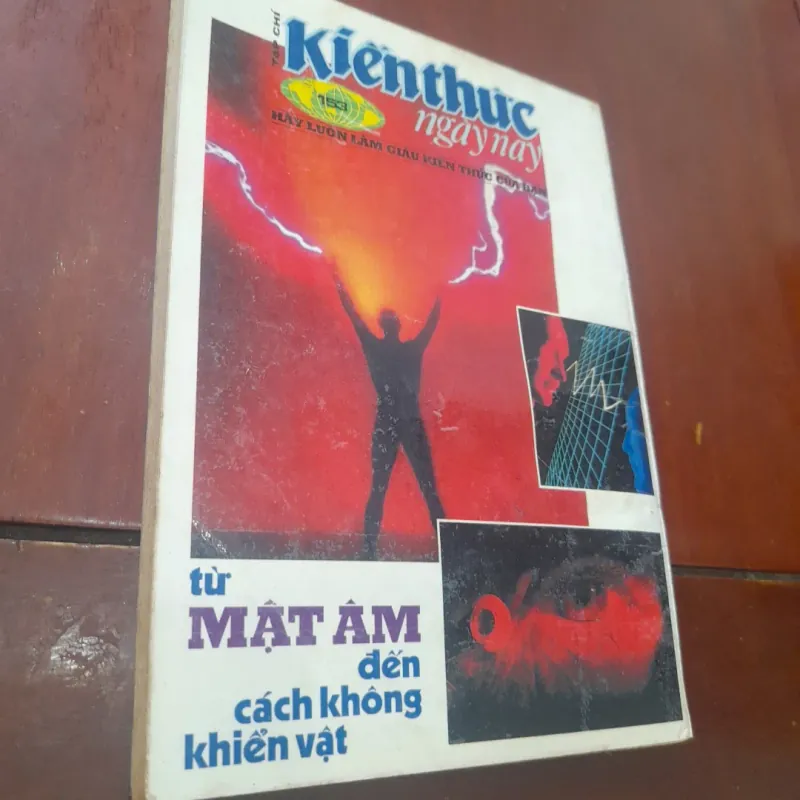 TẠP CHÍ
Kiến thức
ngày nay
153
HÃY LUÔN LÀM GIÀU KIẾN THỨC CỦA BẠN
từ
MẬT ÂM
đến
cách không
khiển vật